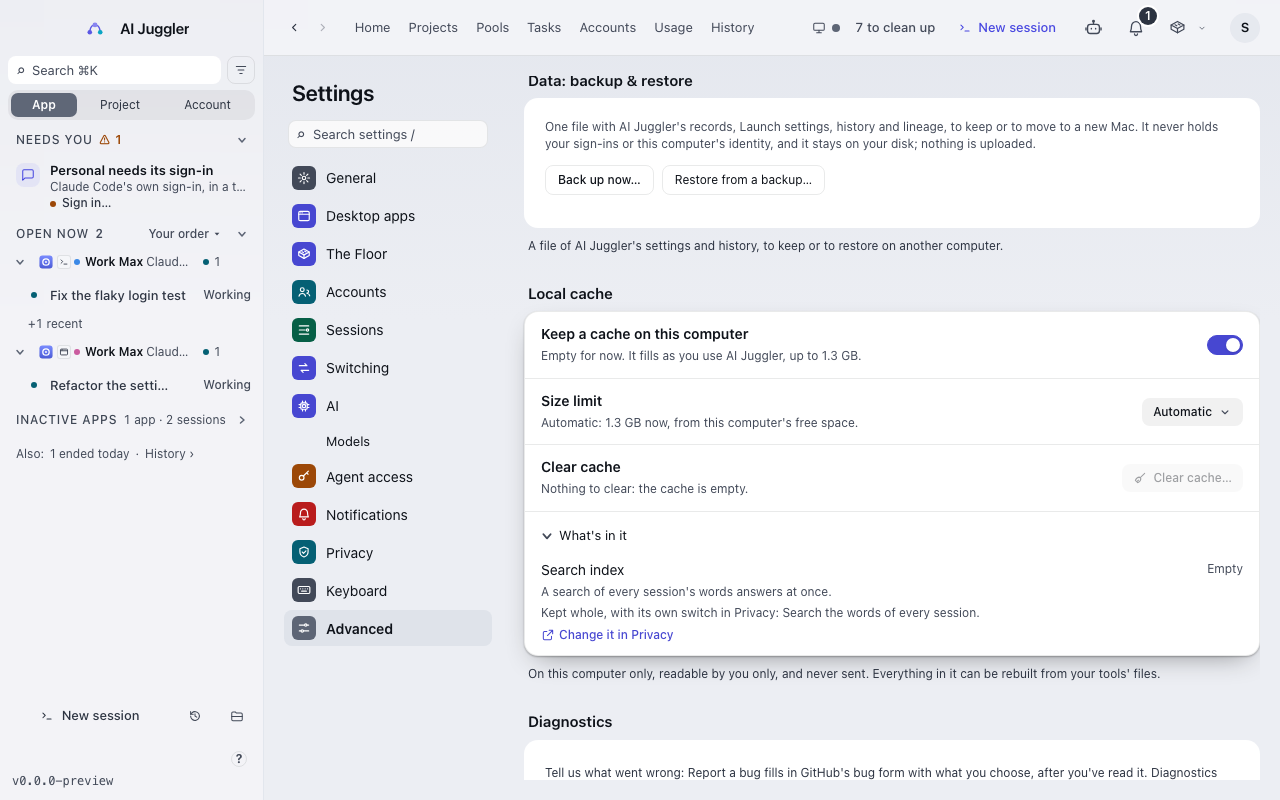 AI Juggler
Search ⌘K
App
Project
Account
NEEDS YOU 1
Personal needs its sign-in
Claude Code's own sign-in, in a t...
Sign in...
OPEN NOW 2
Your order
Work Max Claud... 1
Fix the flaky login test Working
+1 recent
Work Max Claud... 1
Refactor the setti... Working
INACTIVE APPS 1 app · 2 sessions
Also: 1 ended today · History ›
New session
?
v0.0.0-preview
Home
Projects
Pools
Tasks
Accounts
Usage
History
7 to clean up
New session
1
S
Settings
Search settings /
General
Desktop apps
The Floor
Accounts
Sessions
Switching
AI
Models
Agent access
Notifications
Privacy
Keyboard
Advanced
Data: backup & restore
One file with AI Juggler's records, Launch settings, history and lineage, to keep or to move to a new Mac. It never holds
your sign-ins or this computer's identity, and it stays on your disk; nothing is uploaded.
Back up now...
Restore from a backup...
A file of AI Juggler's settings and history, to keep or to restore on another computer.
Local cache
Keep a cache on this computer
Empty for now. It fills as you use AI Juggler, up to 1.3 GB.
Size limit
Automatic: 1.3 GB now, from this computer's free space.
Automatic
Clear cache
Nothing to clear: the cache is empty.
Clear cache...
What's in it
Search index
Empty
A search of every session's words answers at once.
Kept whole, with its own switch in Privacy: Search the words of every session.
Change it in Privacy
On this computer only, readable by you only, and never sent. Everything in it can be rebuilt from your tools' files.
Diagnostics
Tell us what went wrong: Report a bug fills in GitHub's bug form with what you choose, after you've read it. Diagnostics